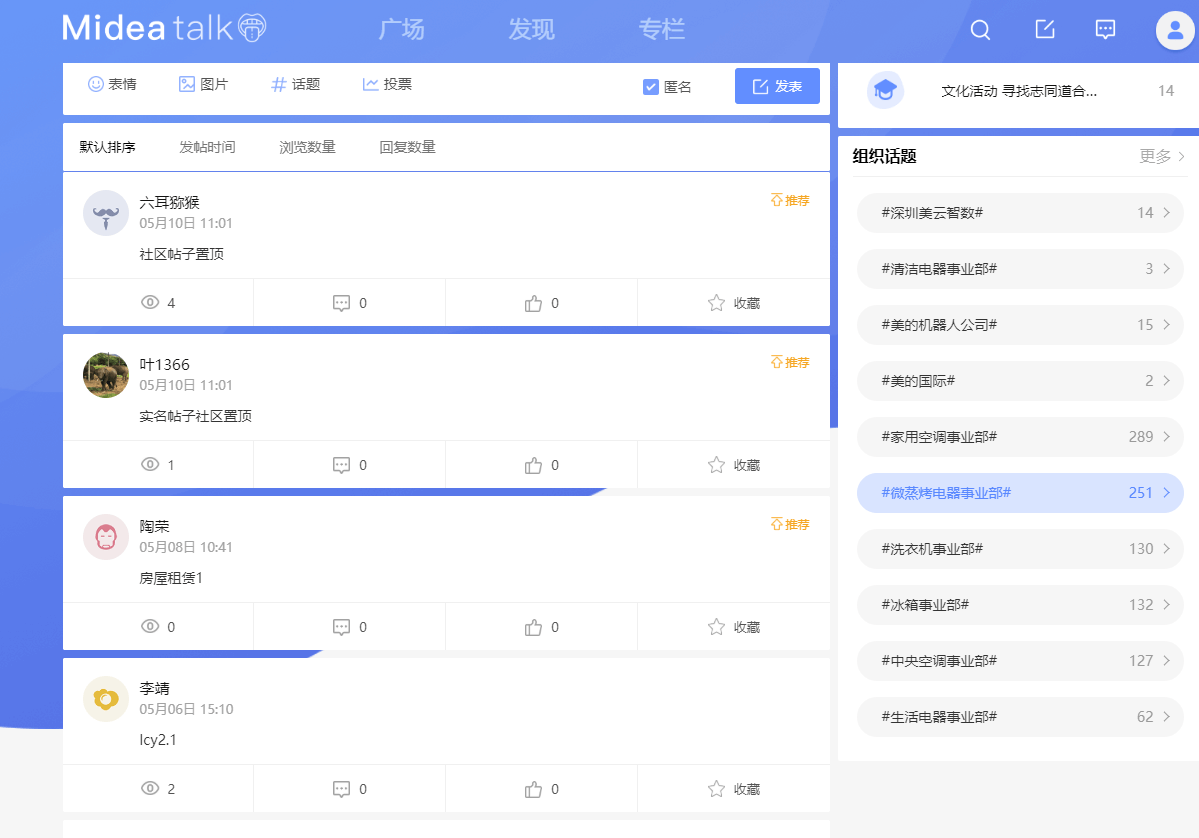 Midea talk
广场
发现
专栏
表情
图片
话题
投票
匿名
发表
默认排序
发帖时间
浏览数量
回复数量
六耳猕猴
推荐
05月10日 11:01
社区帖子置顶
4
0
0
收藏
叶1366
推荐
05月10日 11:01
实名帖子社区置顶
1
0
0
收藏
陶荣
推荐
05月08日 10:41
房屋租赁1
0
0
0
收藏
李靖
05月06日 15:10
lcy2.1
2
0
0
收藏
文化活动 寻找志同道合...
14
组织话题
更多
#深圳美云智数# 14
#清洁电器事业部# 3
#美的机器人公司# 15
#美的国际# 2
#家用空调事业部# 289
#微蒸烤电器事业部# 251
#洗衣机事业部# 130
#冰箱事业部# 132
#中央空调事业部# 127
#生活电器事业部# 62